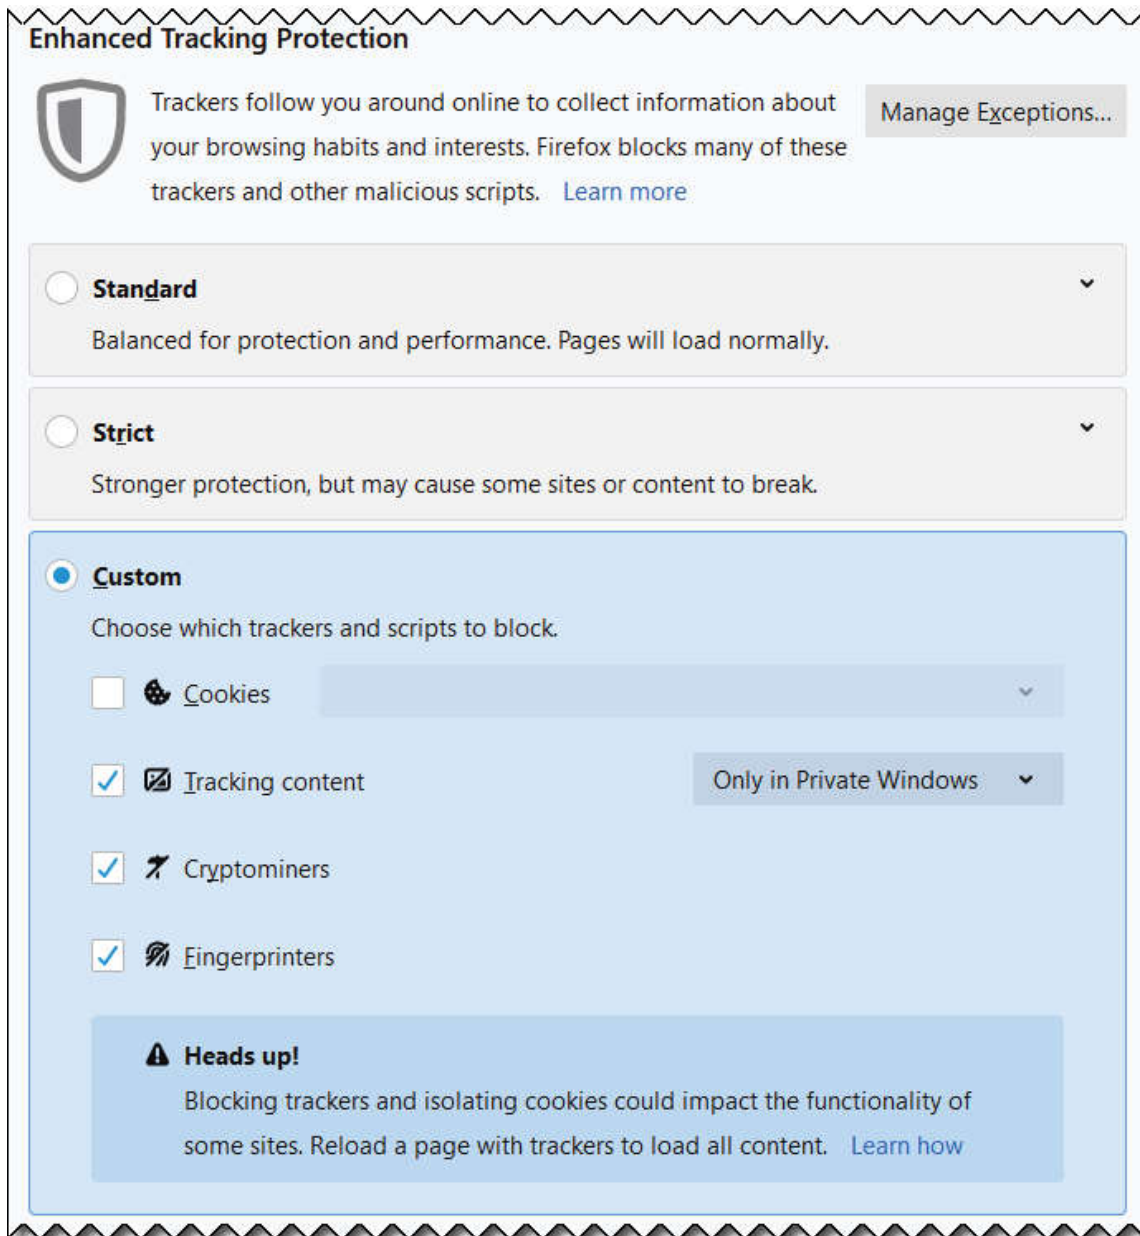 Enhanced Tracking Protection
Trackers follow you around online to collect information about
your browsing habits and interests. Firefox blocks many of these
trackers and other malicious scripts. Learn more
Manage Exceptions...
Standard
Balanced for protection and performance. Pages will load normally.
Strict
Stronger protection, but may cause some sites or content to break.
Custom
Choose which trackers and scripts to block.
Cookies
Tracking content Only in Private Windows
Cryptominers
Fingerprinters
Heads up!
Blocking trackers and isolating cookies could impact the functionality of
some sites. Reload a page with trackers to load all content. Learn how